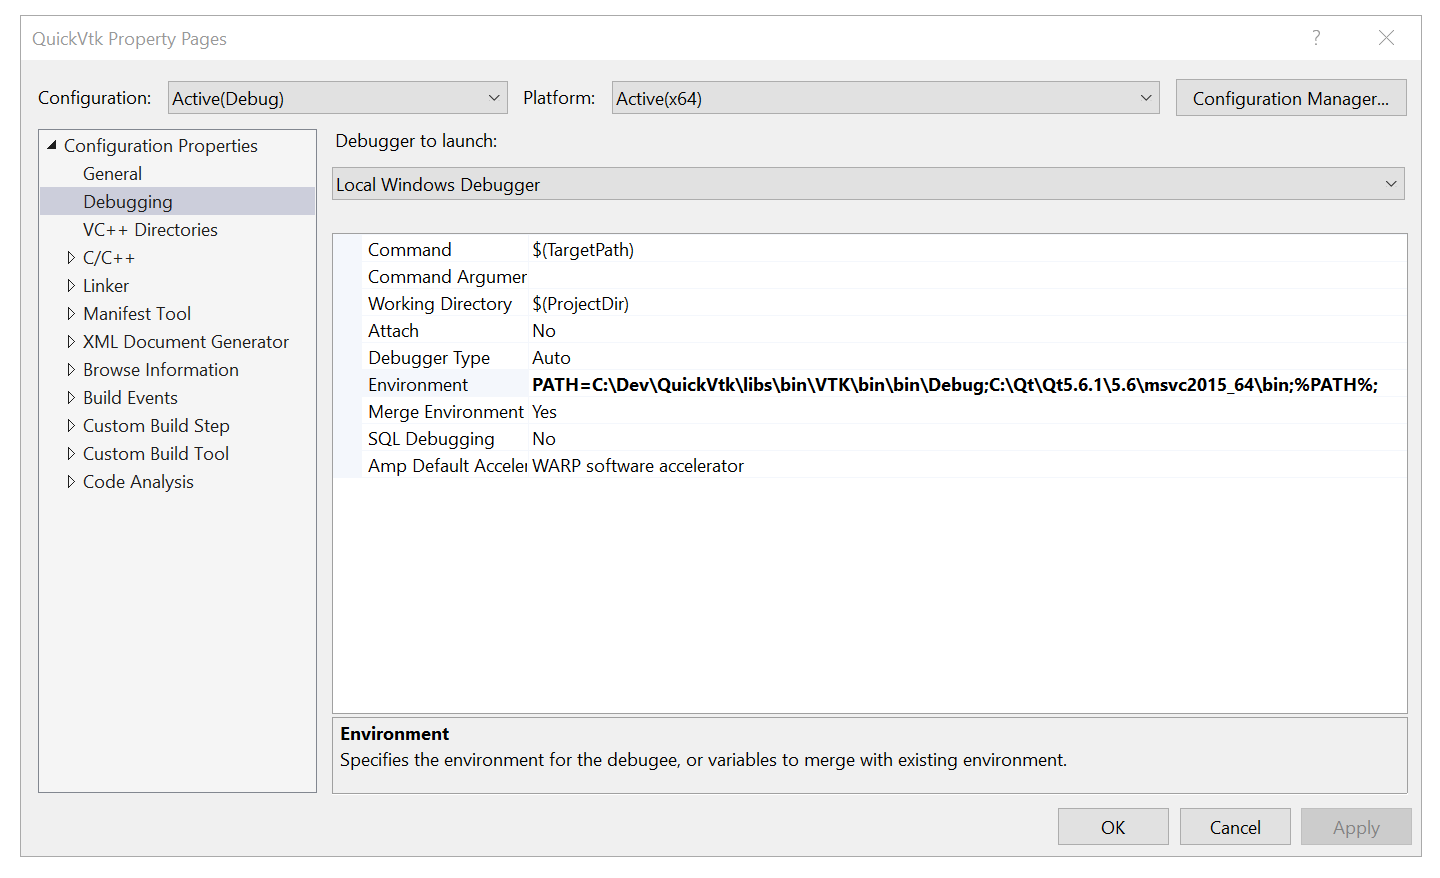 QuickVtk Property Pages
Configuration: Active(Debug) Platform: Active(x64) Configuration Manager...
Configuration Properties
General
Debugging
VC++ Directories
C/C++
Linker
Manifest Tool
XML Document Generator
Browse Information
Build Events
Custom Build Step
Custom Build Tool
Code Analysis
Debugger to launch:
Local Windows Debugger
Command $(TargetPath)
Command Argumer
Working Directory $(ProjectDir)
Attach No
Debugger Type Auto
Environment PATH=C:\Dev\QuickVtk\libs\bin\VTK\bin\bin\Debug;C:\Qt\Qt5.6.1\5.6\msvc2015_64\bin;%PATH%;
Merge Environment Yes
SQL Debugging No
Amp Default Acceler WARP software accelerator
Environment
Specifies the environment for the debugee, or variables to merge with existing environment.
OK Cancel Apply